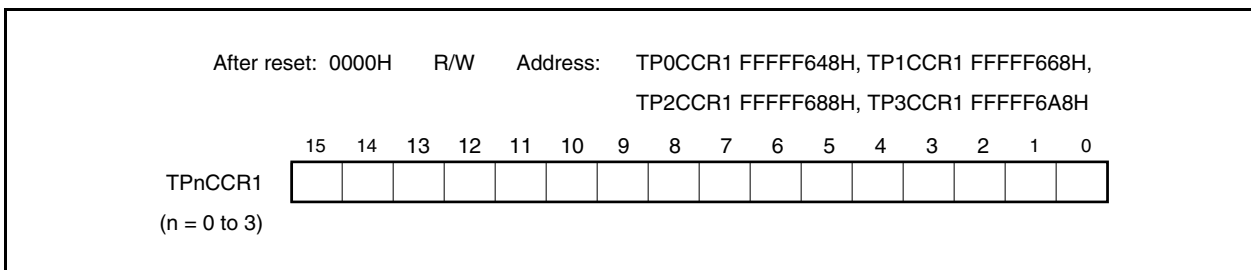 After reset: 0000H R/W Address: TP0CCR1 FFFFF648H, TP1CCR1 FFFFF668H,
TP2CCR1 FFFFF688H, TP3CCR1 FFFFF6A8H
15 14 13 12 11 10 9 8 7 6 5 4 3 2 1 0
TPnCCR1
(n = 0 to 3)